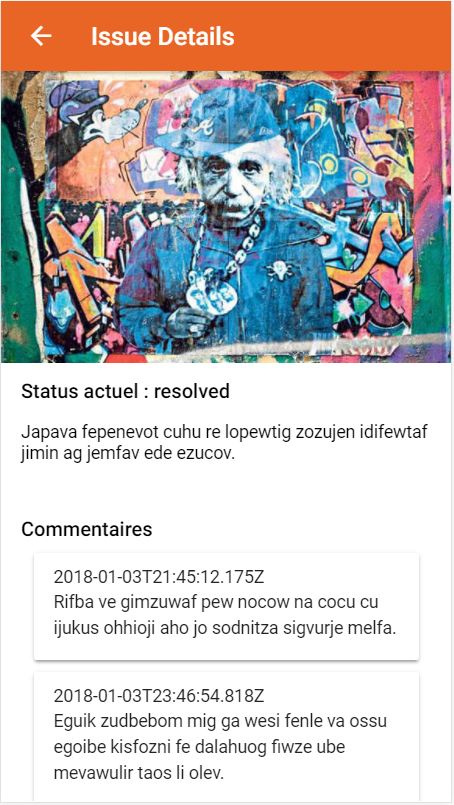 Issue Details
Status actuel : resolved
Japava fepenevot cuhu re lopewtig zozujen idifewtaf
jimin ag jemfav ede ezucov.
Commentaires
2018-01-03T21:45:12.175Z
Rifba ve gimzuwaf pew nocow na cocu cu
ijukus ohhioji aho jo sodnitza sigvurje melfa.
2018-01-03T23:46:54.818Z
Eguik zudbebom mig ga wesi fenle va ossu
egoibe kisfozni fe dalahuog fiwze ube
mevawulir taos li olev.